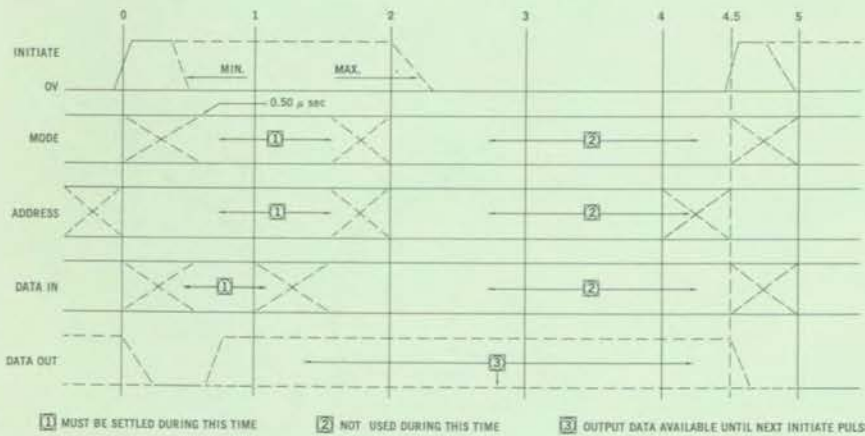 0 1 2 3 4 4.5 5
INITIATE
MIN. MAX.
0V
0.50 μ sec
MODE 1 2
ADDRESS 1 2
DATA IN 1 2
DATA OUT 3
1 MUST BE SETTLED DURING THIS TIME 2 NOT USED DURING THIS TIME 3 OUTPUT DATA AVAILABLE UNTIL NEXT INITIATE PULS